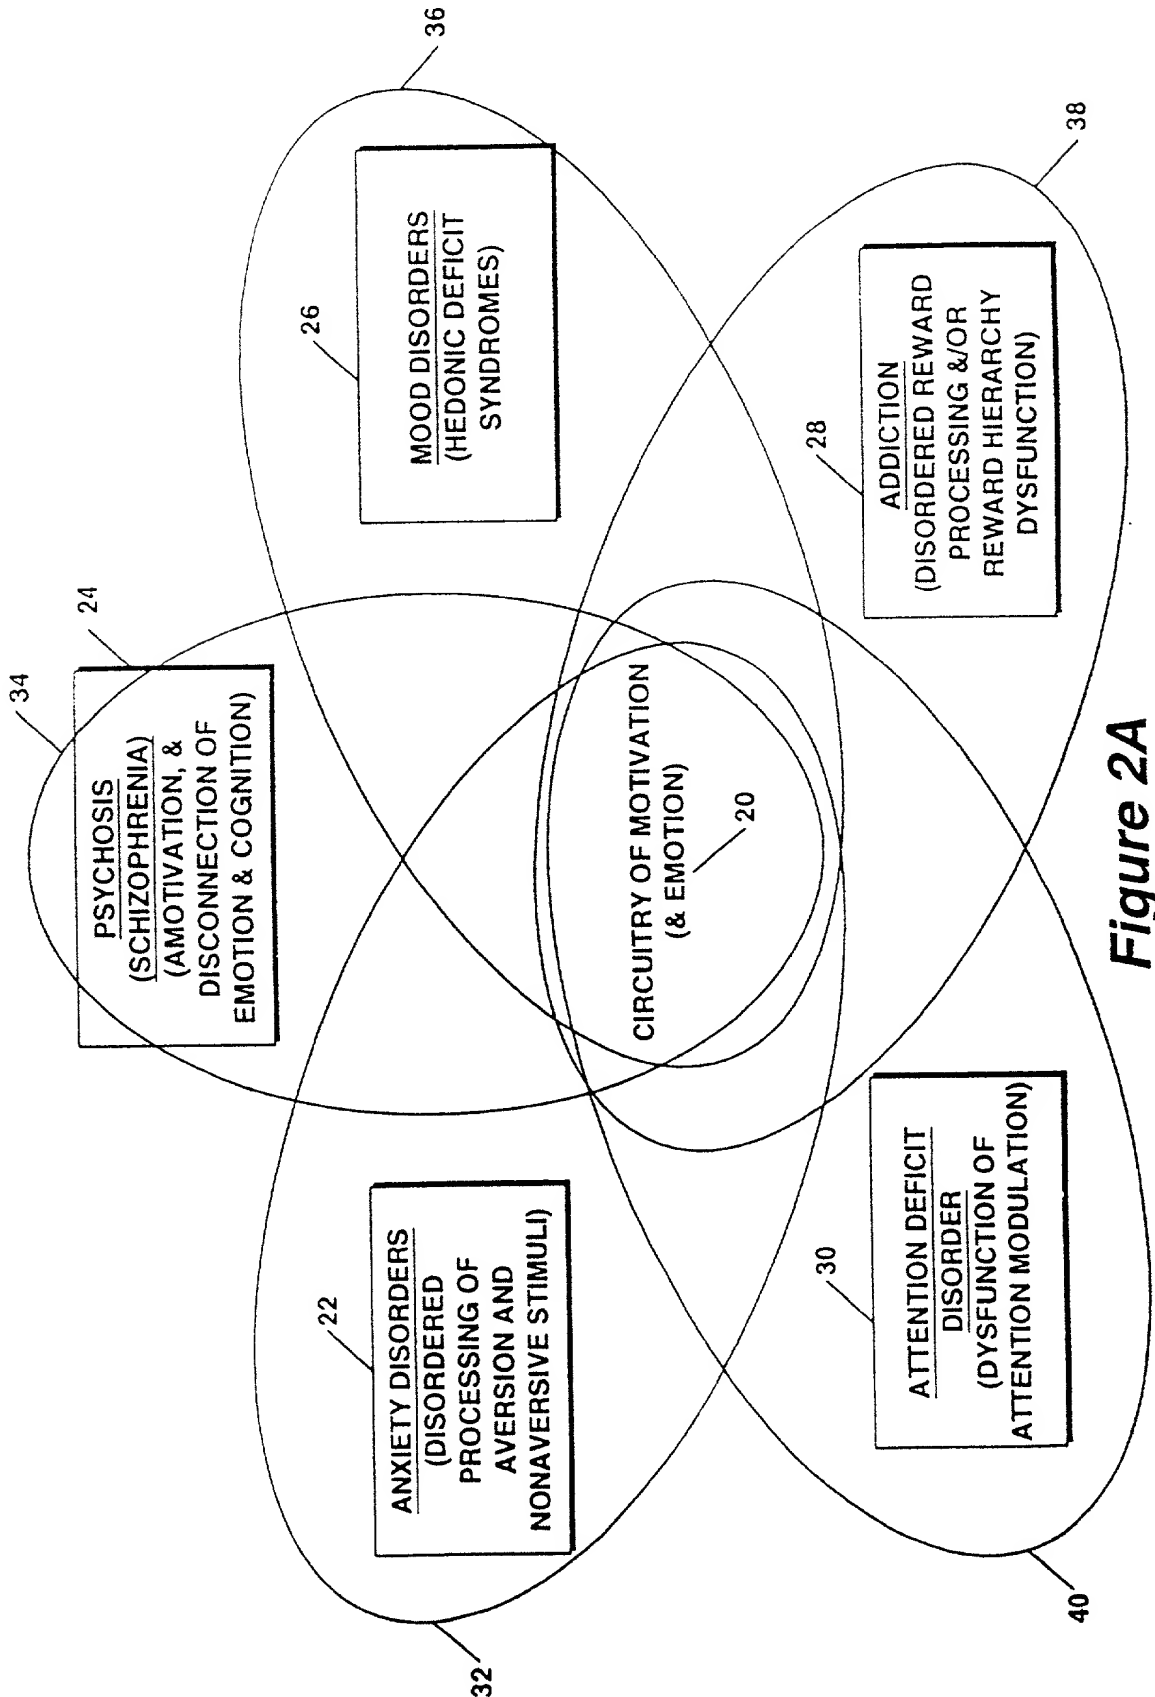 34
24
PSYCHOSIS
(SCHIZOPHRENIA)
(AMOTIVATION, &
DISCONNECTION OF
EMOTION & COGNITION)
36
26
MOOD DISORDERS
(HEDONIC DEFICIT
SYNDROMES)
22
ANXIETY DISORDERS
(DISORDERED
PROCESSING OF
AVERSION AND
NONAVERSIVE STIMULI)
32
CIRCUITRY OF MOTIVATION
(& EMOTION)
20
30
ATTENTION DEFICIT
DISORDER
(DYSFUNCTION OF
ATTENTION MODULATION)
40
28
ADDICTION
(DISORDERED REWARD
PROCESSING &/OR
REWARD HIERARCHY
DYSFUNCTION)
38
Figure 2A